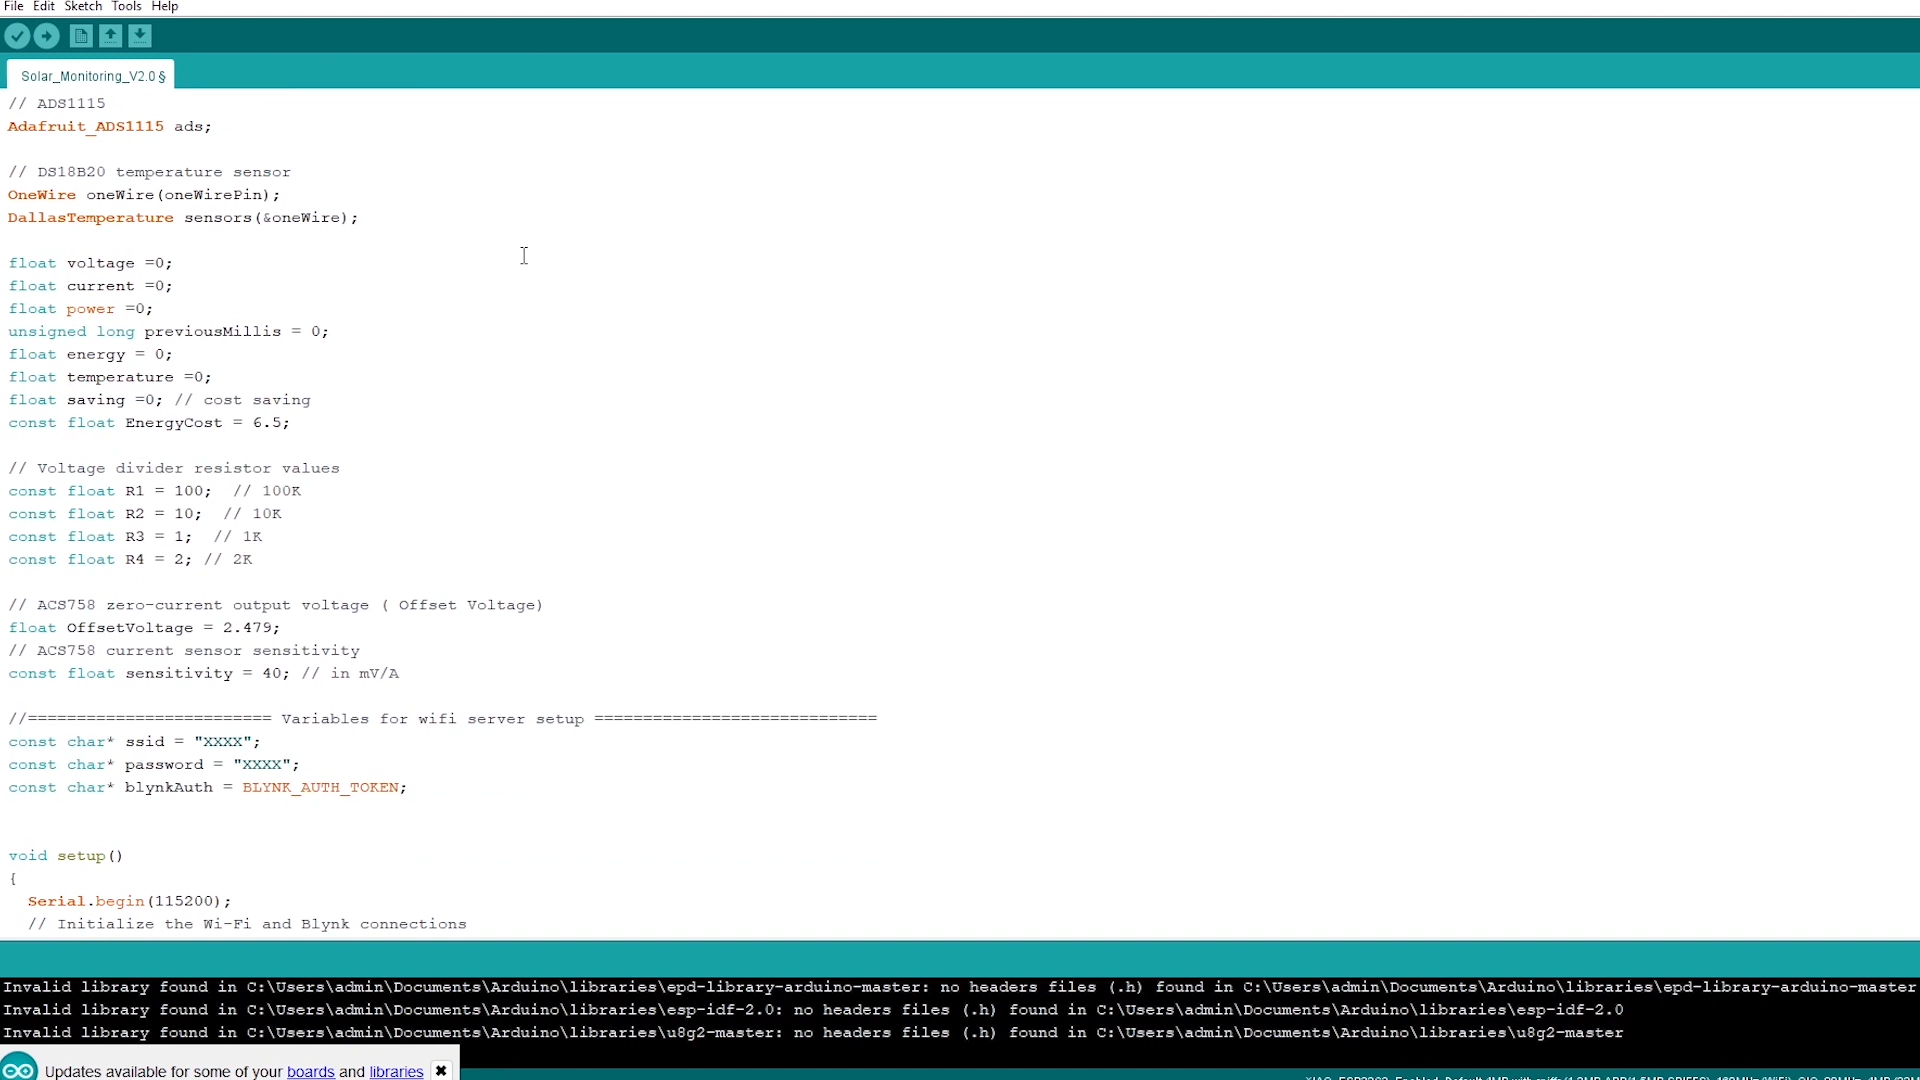 File Edit Sketch Tools Help
Solar_Monitoring_V2.0 §
// ADS1115
Adafruit_ADS1115 ads;
// DS18B20 temperature sensor
OneWire oneWire(oneWirePin);
DallasTemperature sensors(&oneWire);
float voltage =0;
float current =0;
float power =0;
unsigned long previousMillis = 0;
float energy = 0;
float temperature =0;
float saving =0; // cost saving
const float EnergyCost = 6.5;
// Voltage divider resistor values
const float R1 = 100;  // 100K
const float R2 = 10;  // 10K
const float R3 = 1;  // 1K
const float R4 = 2; // 2K
// ACS758 zero-current output voltage ( Offset Voltage)
float OffsetVoltage = 2.479;
// ACS758 current sensor sensitivity
const float sensitivity = 40; // in mV/A
//========================= Variables for wifi server setup =============================
const char* ssid = "XXXX";
const char* password = "XXXX";
const char* blynkAuth = BLYNK_AUTH_TOKEN;
void setup()
{
Serial.begin(115200);
// Initialize the Wi-Fi and Blynk connections
Invalid library found in C:\Users\admin\Documents\Arduino\libraries\epd-library-arduino-master: no headers files (.h) found in C:\Users\admin\Documents\Arduino\libraries\epd-library-arduino-master
Invalid library found in C:\Users\admin\Documents\Arduino\libraries\esp-idf-2.0: no headers files (.h) found in C:\Users\admin\Documents\Arduino\libraries\esp-idf-2.0
Invalid library found in C:\Users\admin\Documents\Arduino\libraries\u8g2-master: no headers files (.h) found in C:\Users\admin\Documents\Arduino\libraries\u8g2-master
Updates available for some of your boards and libraries